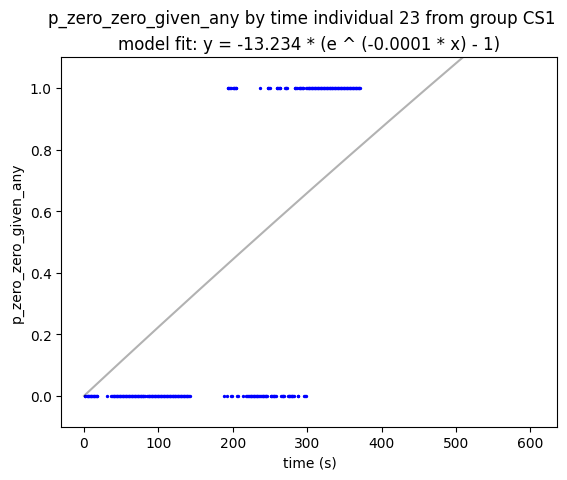 p_zero_zero_given_any by time individual 23 from group CS1
model fit: y = -13.234 * (e ^ (-0.0001 * x) - 1)
1.0
0.8
0.6
0.4
0.2
0.0
p_zero_zero_given_any
0 100 200 300 400 500 600
time (s)